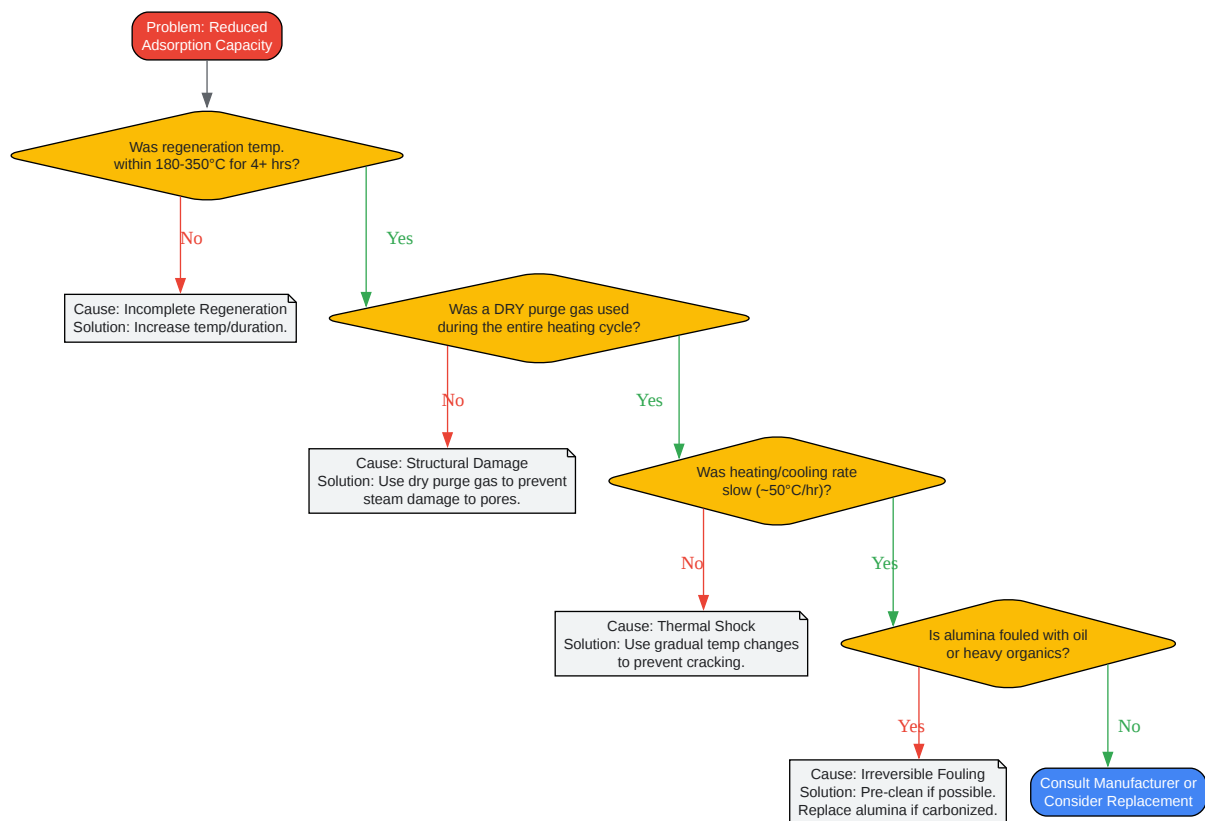 Problem: Reduced
Adsorption Capacity
Was regeneration temp.
within 180-350°C for 4+ hrs?
No
Yes
Cause: Incomplete Regeneration
Solution: Increase temp/duration.
Was a DRY purge gas used
during the entire heating cycle?
No
Yes
Cause: Structural Damage
Solution: Use dry purge gas to prevent
steam damage to pores.
Was heating/cooling rate
slow (~50°C/hr)?
No
Yes
Cause: Thermal Shock
Solution: Use gradual temp changes
to prevent cracking.
Is alumina fouled with oil
or heavy organics?
Yes
No
Cause: Irreversible Fouling
Solution: Pre-clean if possible.
Replace alumina if carbonized.
Consult Manufacturer or
Consider Replacement